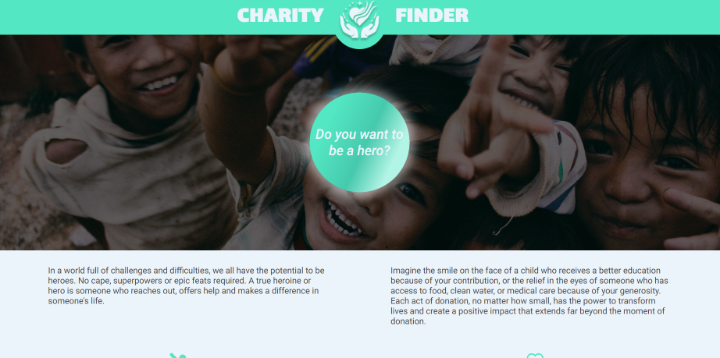 CHARITY FINDER
Do you want to
be a hero?
In a world full of challenges and difficulties, we all have the potential to be
heroes. No cape, superpowers or epic feats required. A true heroine or
hero is someone who reaches out, offers help and makes a difference in
someone's life.
Imagine the smile on the face of a child who receives a better education
because of your contribution, or the relief in the eyes of someone who has
access to food, clean water, or medical care because of your generosity.
Each act of donation, no matter how small, has the power to transform
lives and create a positive impact that extends far beyond the moment of
donation.